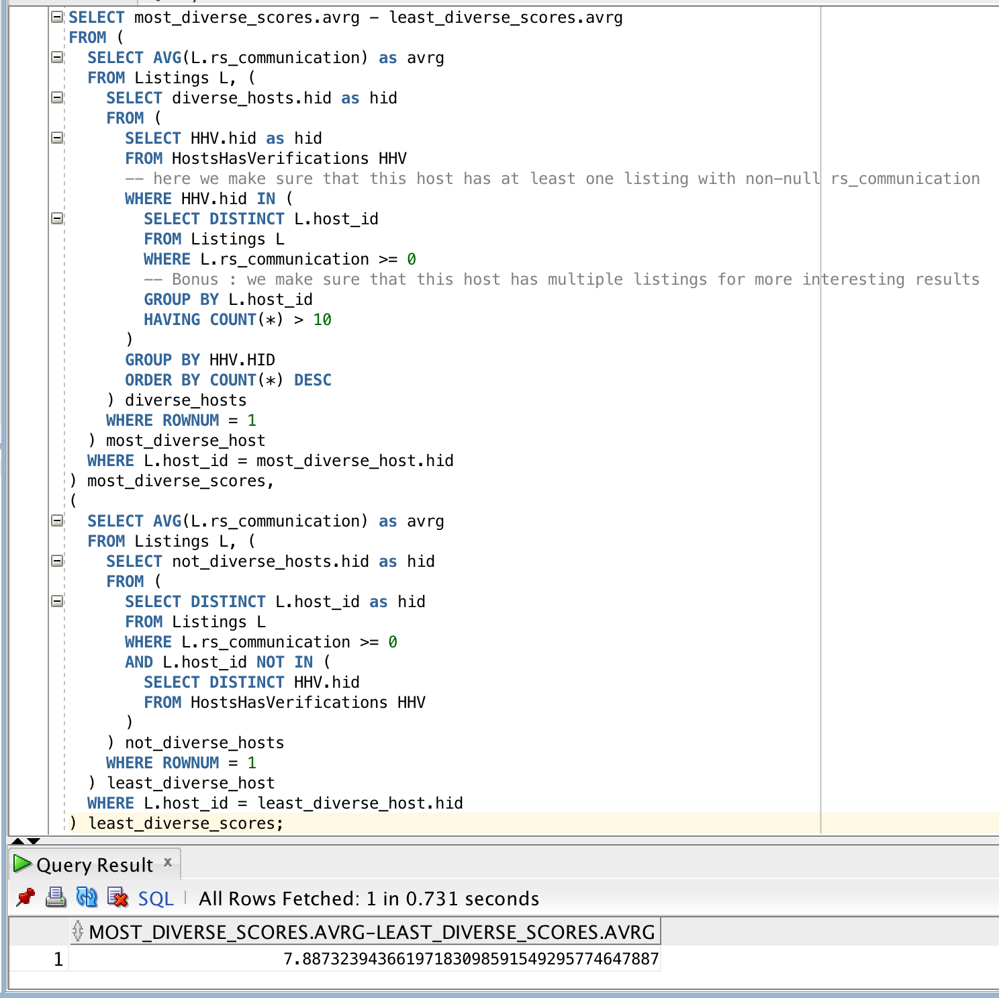 SELECT most_diverse_scores.avrg - least_diverse_scores.avrg
FROM (
SELECT AVG(L.rs_communication) as avrg
FROM Listings L, (
SELECT diverse_hosts.hid as hid
FROM (
SELECT HHV.hid as hid
FROM HostsHasVerifications HHV
-- here we make sure that this host has at least one listing with non-null rs_communication
WHERE HHV.hid IN (
SELECT DISTINCT L.host_id
FROM Listings L
WHERE L.rs_communication >= 0
-- Bonus : we make sure that this host has multiple listings for more interesting results
GROUP BY L.host_id
HAVING COUNT(*) > 10
)
GROUP BY HHV.HID
ORDER BY COUNT(*) DESC
) diverse_hosts
WHERE ROWNUM = 1
) most_diverse_host
WHERE L.host_id = most_diverse_host.hid
) most_diverse_scores,
(
SELECT AVG(L.rs_communication) as avrg
FROM Listings L, (
SELECT not_diverse_hosts.hid as hid
FROM (
SELECT DISTINCT L.host_id as hid
FROM Listings L
WHERE L.rs_communication >= 0
AND L.host_id NOT IN (
SELECT DISTINCT HHV.hid
FROM HostsHasVerifications HHV
)
) not_diverse_hosts
WHERE ROWNUM = 1
) least_diverse_host
WHERE L.host_id = least_diverse_host.hid
) least_diverse_scores;
Query Result x
SQL | All Rows Fetched: 1 in 0.731 seconds
MOST_DIVERSE_SCORES.AVRG-LEAST_DIVERSE_SCORES.AVRG
1 7.88732394366197183098591549295774647887